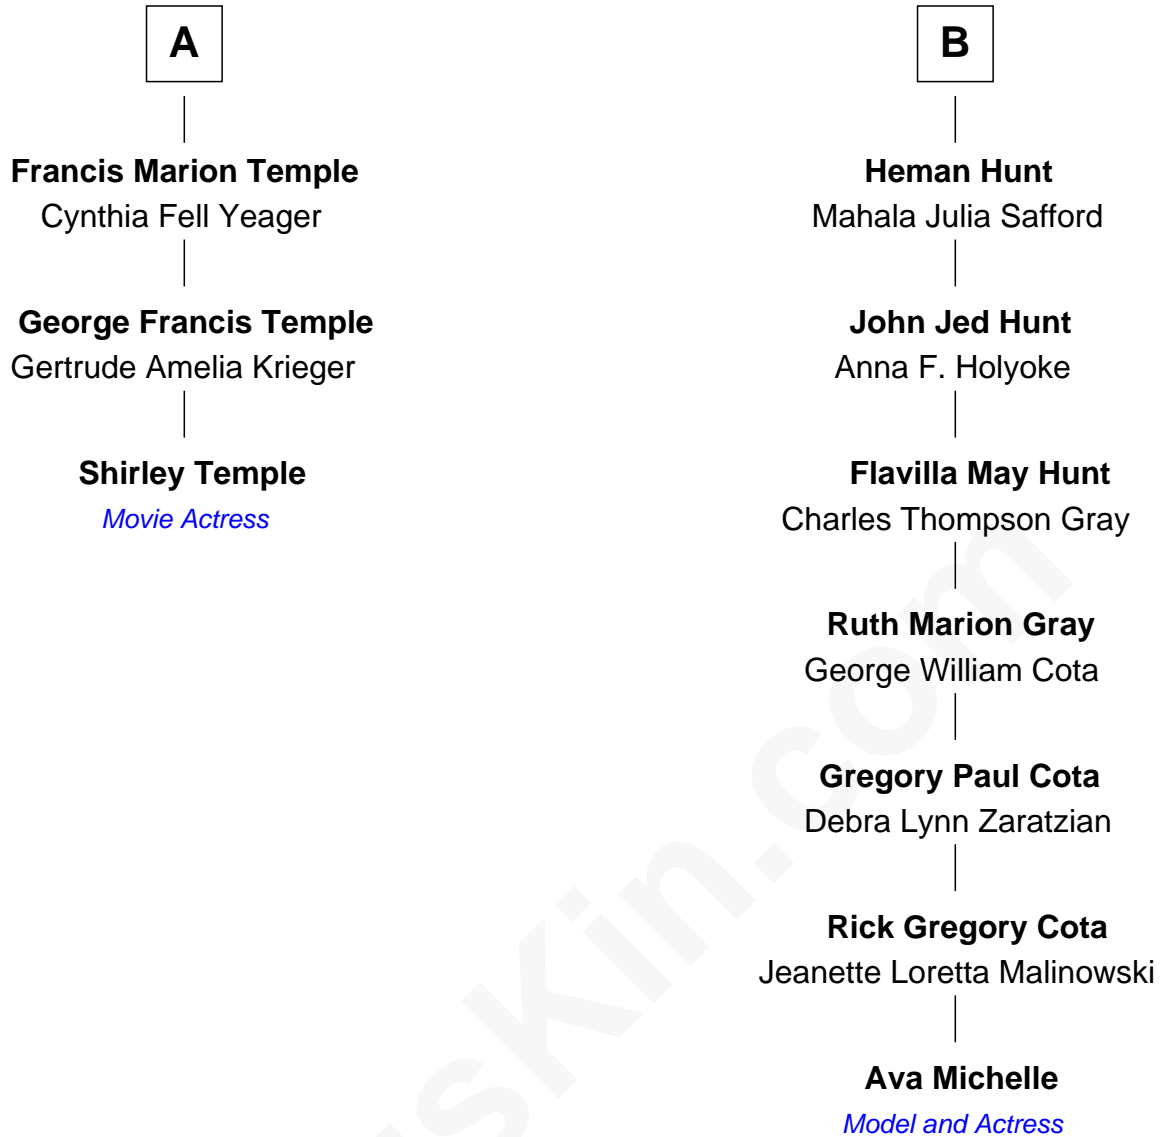 A
Francis Marion Temple
Cynthia Fell Yeager
George Francis Temple
Gertrude Amelia Krieger
Shirley Temple
Movie Actress
B
Heman Hunt
Mahala Julia Safford
John Jed Hunt
Anna F. Holyoke
Flavilla May Hunt
Charles Thompson Gray
Ruth Marion Gray
George William Cota
Gregory Paul Cota
Debra Lynn Zaratzian
Rick Gregory Cota
Jeanette Loretta Malinowski
Ava Michelle
Model and Actress
usKin.com